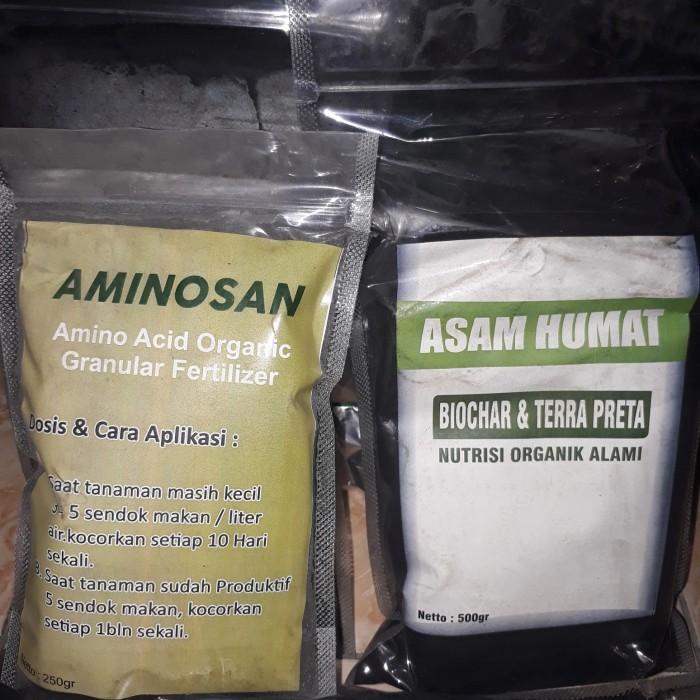 AMINOSAN
Amino Acid Organic
Granular Fertilizer
Dosis & Cara Aplikasi :
Saat tanaman masih kecil
5 sendok makan / liter
air.kocorkan setiap 10 Hari
sekali.
Saat tanaman sudah Produktif
5 sendok makan, kocorkan
setiap 1bln sekali.
Netto : 250gr
ASAM HUMAT
BIOCHAR & TERRA PRETA
NUTRISI ORGANIK ALAMI
Netto : 500gr